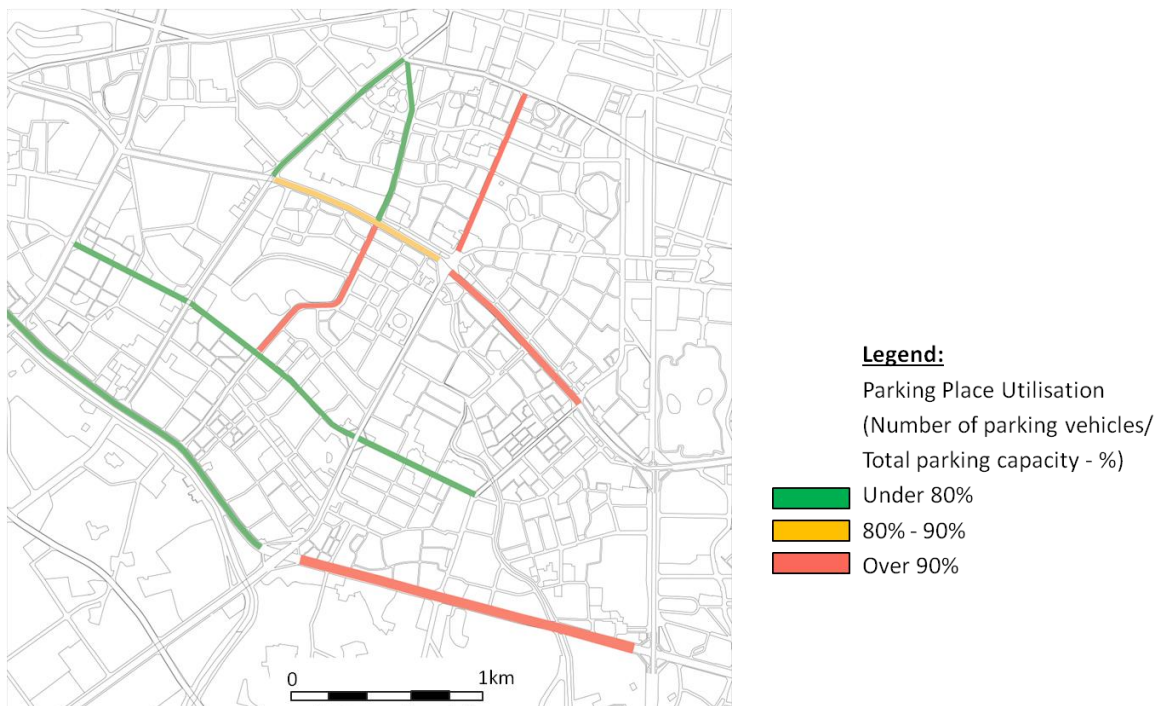 Legend:
Parking Place Utilisation
(Number of parking vehicles/
Total parking capacity - %)
Under 80%
80% - 90%
Over 90%
0 1km